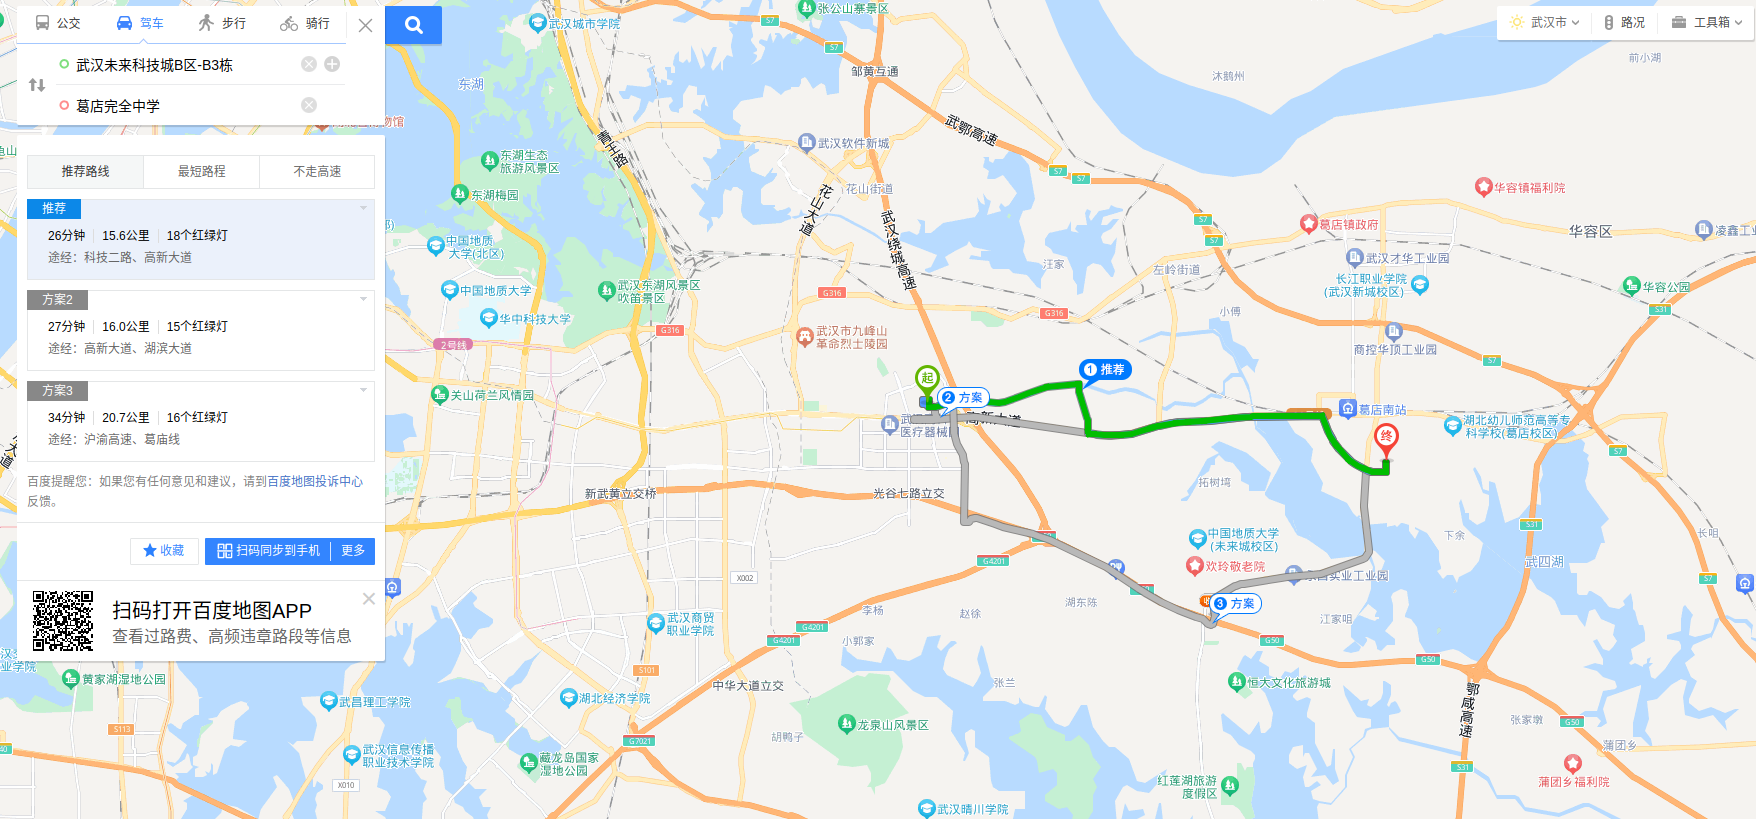 公交
驾车
步行
骑行
武汉未来科技城B区-B3栋
葛店完全中学
推荐路线
最短路程
不走高速
推荐
26分钟 15.6公里 18个红绿灯
途经：科技二路、高新大道
方案2
27分钟 16.0公里 15个红绿灯
途经：高新大道、湖滨大道
方案3
34分钟 20.7公里 16个红绿灯
途经：沪渝高速、葛庙线
百度提醒您：如果您有任何意见和建议，请到百度地图投诉中心
反馈。
收藏
扫码同步到手机
更多
扫码打开百度地图APP
查看过路费、高频违章路段等信息
武汉市
路况
工具箱
张公山寨景区
武汉城市学院
S7
S7
邹黄互通
沐鹅州
前小湖
东湖
青王路
武鄂高速
武汉软件新城
东湖生态
旅游风景区
东湖梅园
花山街道
花山大道
S7
S7
华容镇福利院
S7
S7
葛店镇政府
华容区
凌鑫工业
中国地质
大学(北区)
武汉绕城高速
汪家
左岭街道
武汉才华工业园
长江职业学院
(武汉新城校区)
中国地质大学
武汉东湖风景区
吹笛景区
G316
G316
G316
小傅
华容公园
S31
华中科技大学
2号线
武汉市九峰山
革命烈士陵园
商控华顶工业园
S7
起
1 推荐
2 方案
关山荷兰风情园
高新大道
医疗器械
葛店南站
终
湖北幼儿师范高等专
科学校(葛店校区)
S7
新武黄立交桥
光谷七路立交
拓树塆
S31
长咀
下余
中国地质大学
(未来城校区)
欢玲敬老院
武四湖
G4201
X002
实业工业园
S7
湖东陈
3 方案
李杨
赵徐
江家咀
武汉商贸
职业学院
G4201
G4201
小郭家
G50
G50
S101
中华大道立交
张兰
恒大文化旅游城
黄家湖湿地公园
武昌理工学院
湖北经济学院
龙泉山风景区
鄂咸高速
张家墩
G50
蒲团乡
S113
胡鸭子
G7021
武汉信息传播
职业技术学院
藏龙岛国家
湿地公园
X010
红莲湖旅游
度假区
S31
蒲团乡福利院
武汉晴川学院